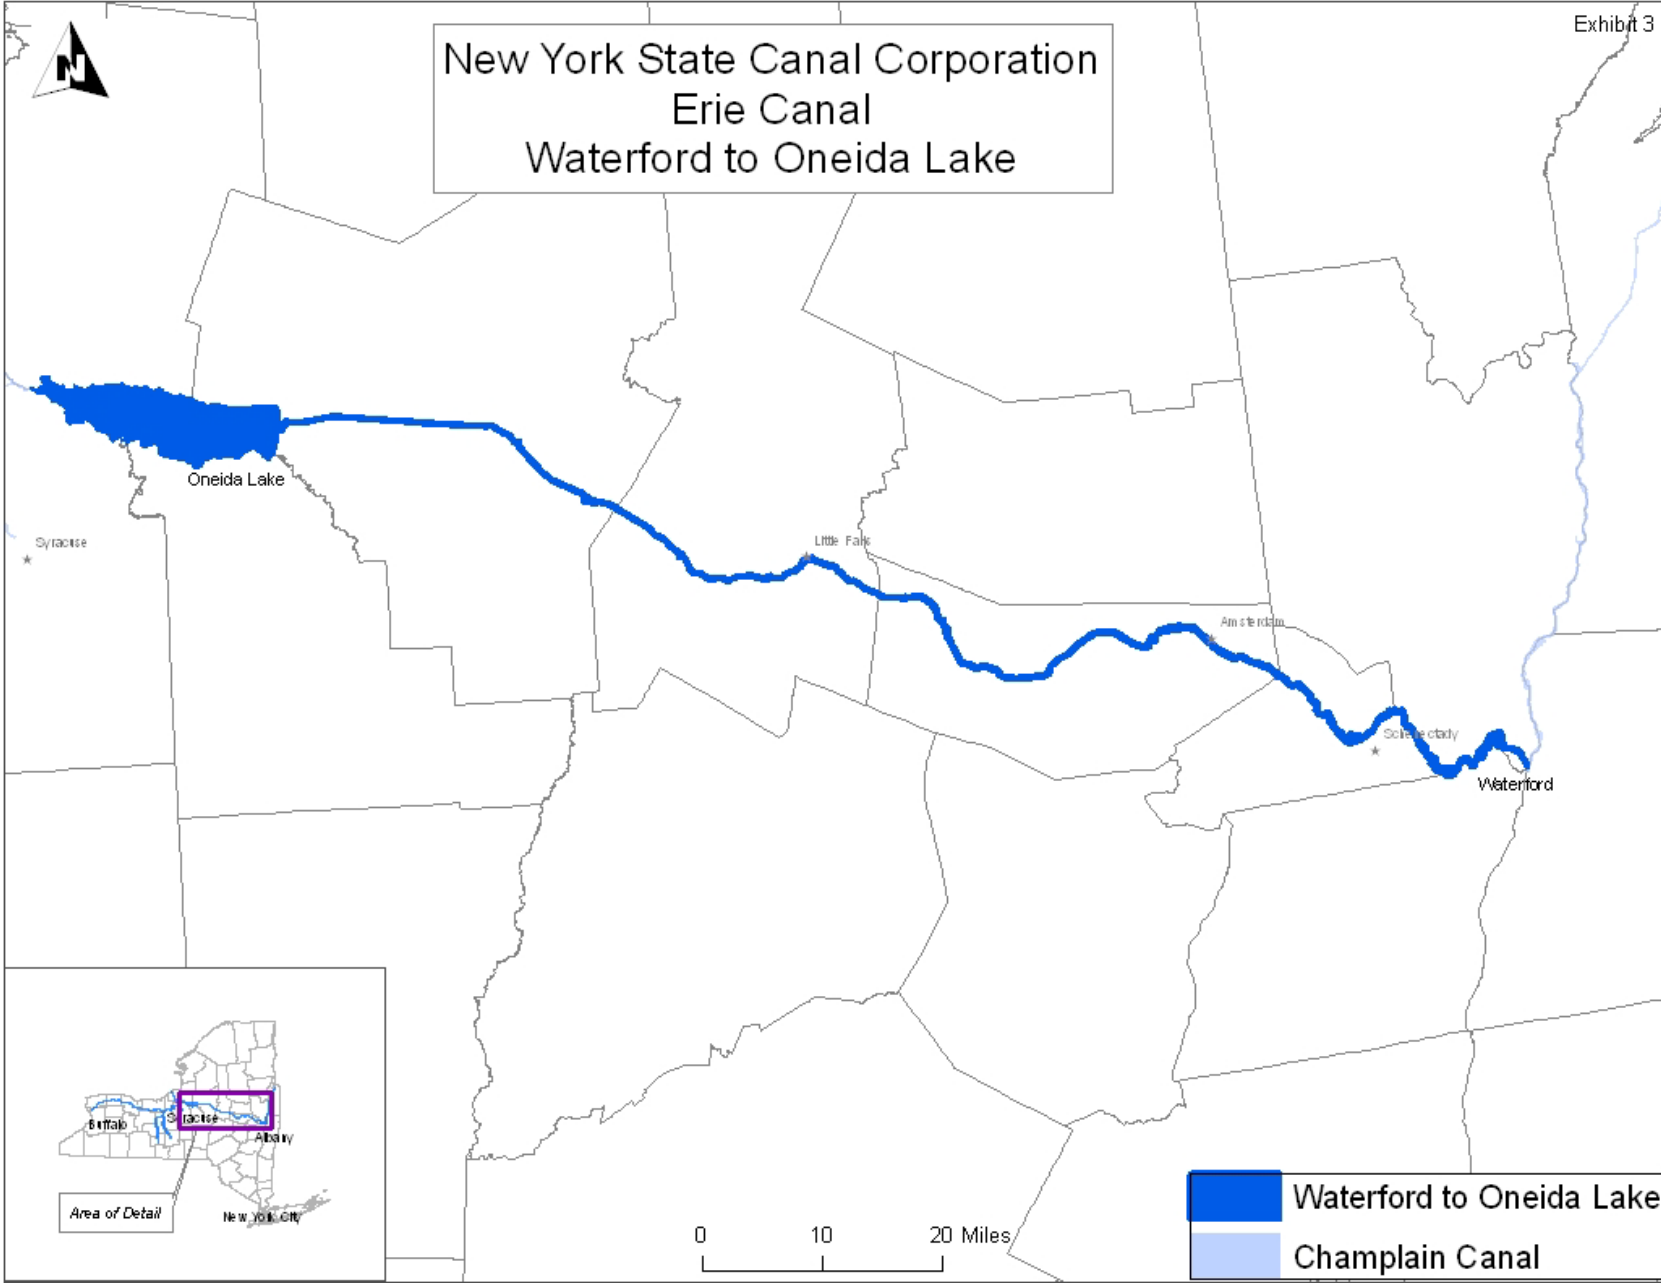 Exhibit 3
N
New York State Canal Corporation
Erie Canal
Waterford to Oneida Lake
Oneida Lake
Syracuse
Little Falls
Amsterdam
Schenectady
Waterford
Buffalo
Syracuse
Albany
Area of Detail
New York City
0 10 20 Miles
Waterford to Oneida Lake
Champlain Canal